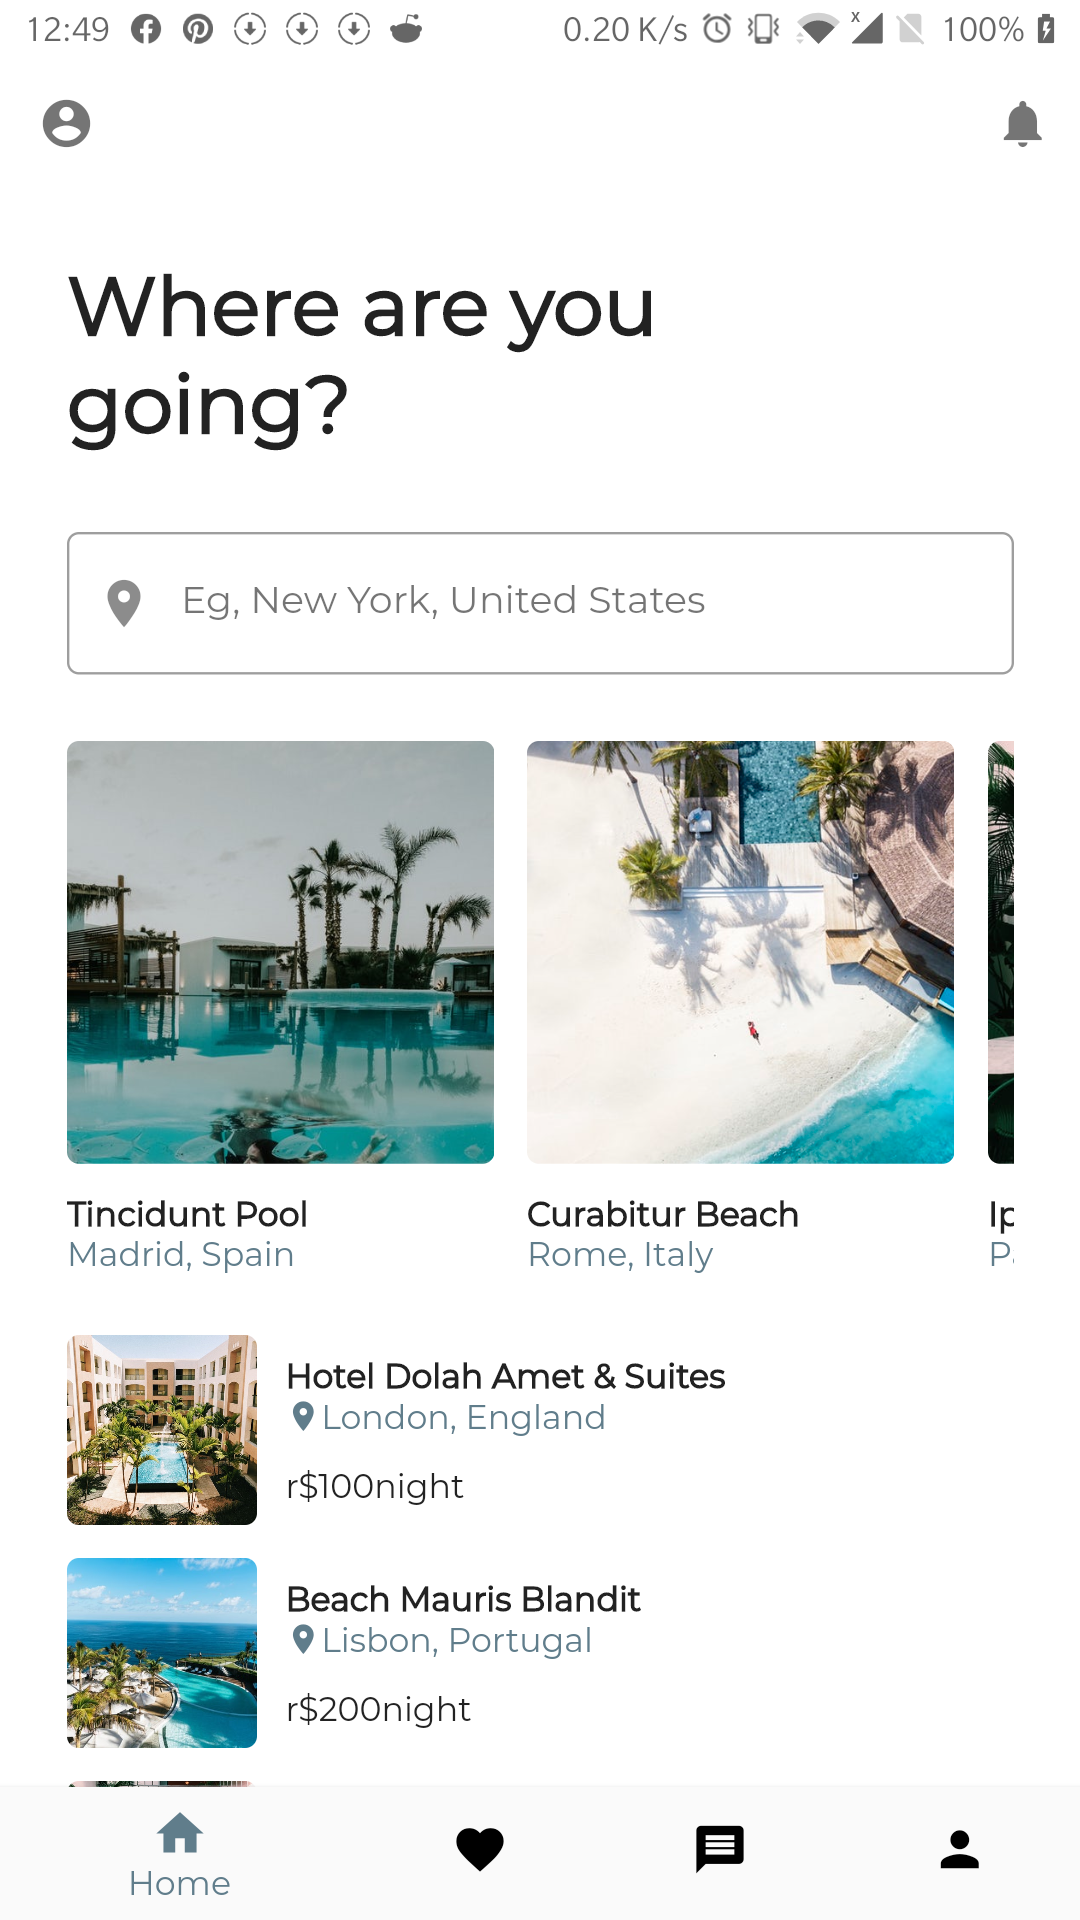 12:49 0.20 K/s x 100%
Where are you
going?
Eg, New York, United States
Tincidunt Pool
Madrid, Spain
Curabitur Beach
Rome, Italy
Ip
Pa
Hotel Dolah Amet & Suites
London, England
r$100night
Beach Mauris Blandit
Lisbon, Portugal
r$200night
Home